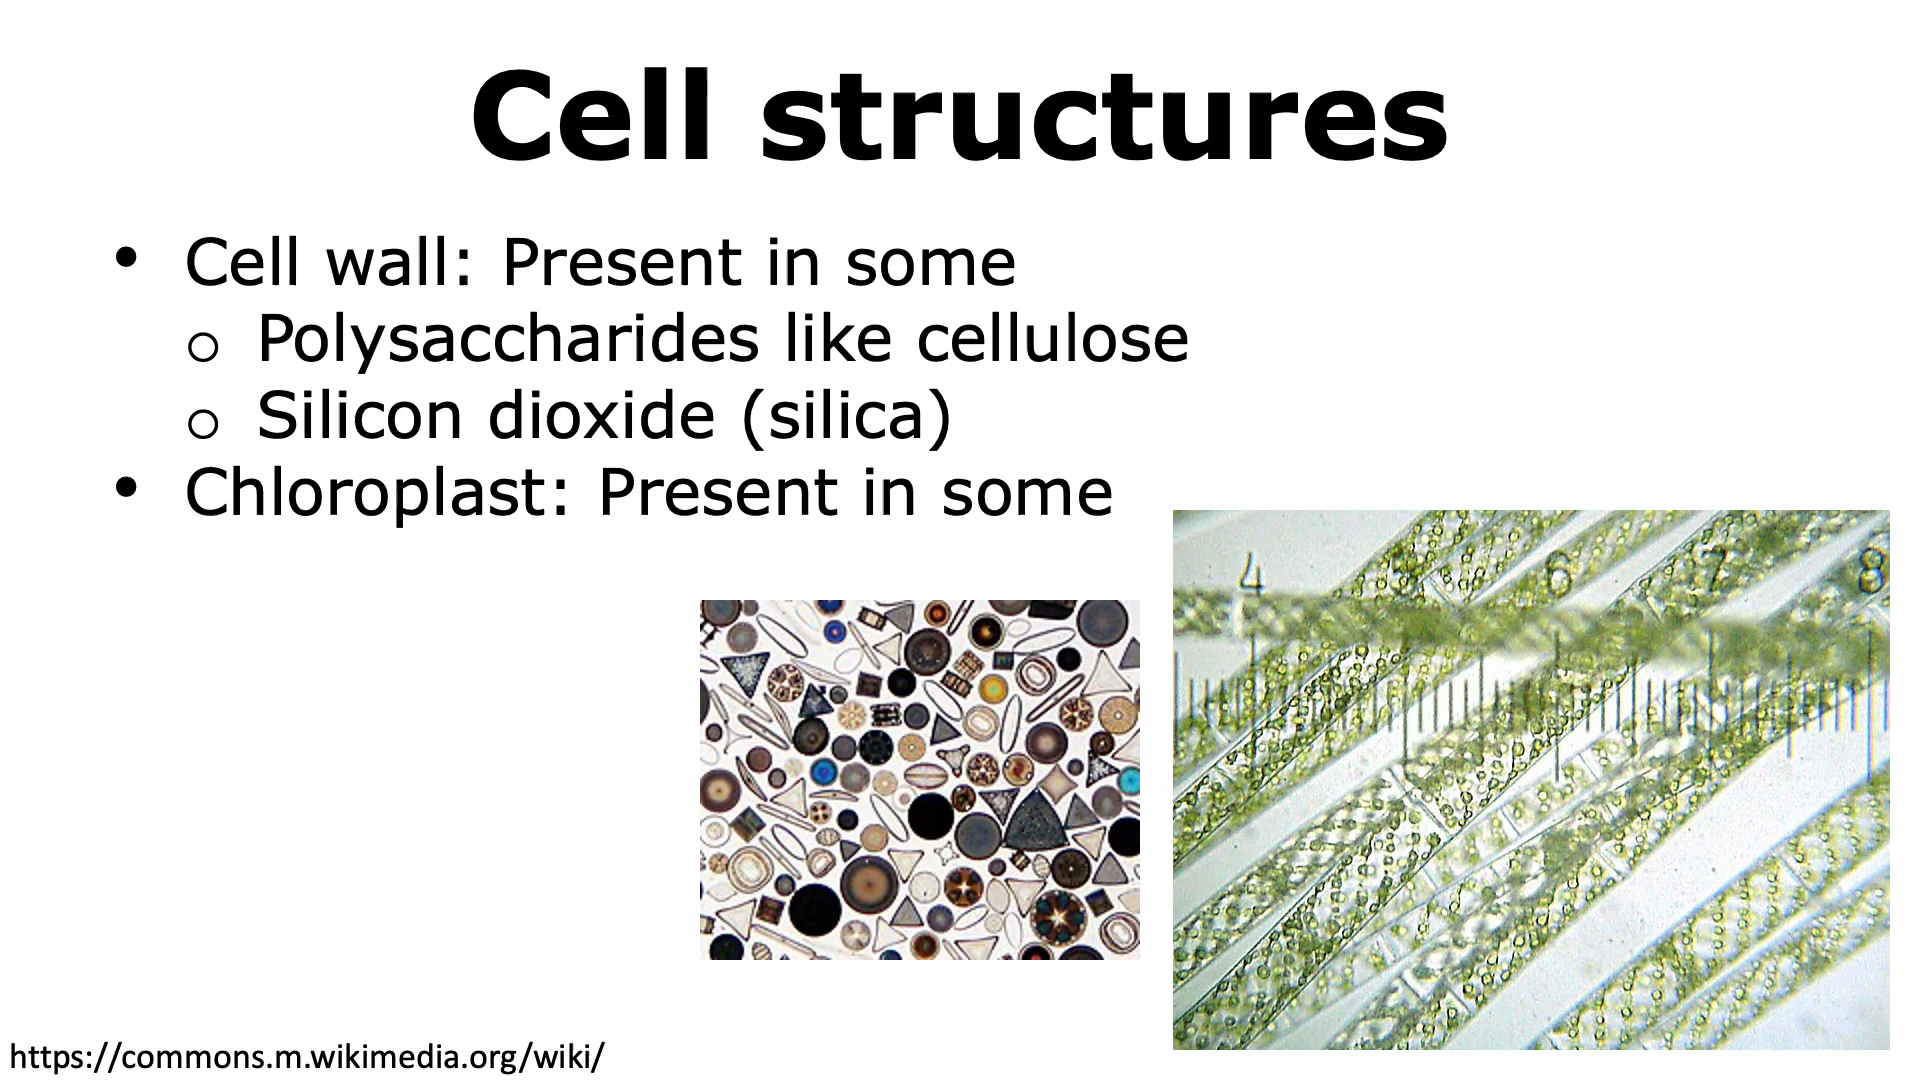 Cell structures
• Cell wall: Present in some
o Polysaccharides like cellulose
o Silicon dioxide (silica)
• Chloroplast: Present in some
4 6 7 8
https://commons.m.wikimedia.org/wiki/